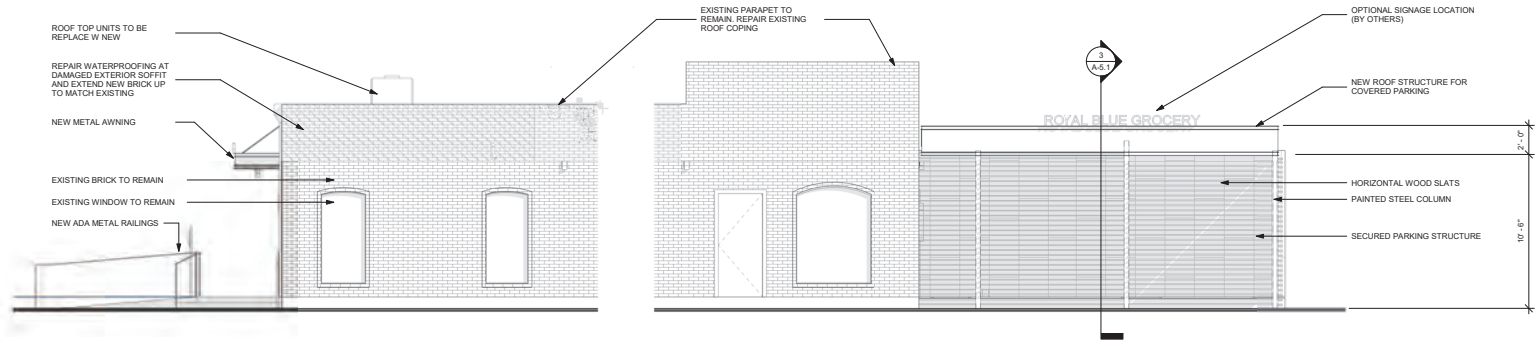 ROOF TOP UNITS TO BE
REPLACE W NEW
REPAIR WATERPROOFING AT
DAMAGED EXTERIOR SOFFIT
AND EXTEND NEW BRICK UP
TO MATCH EXISTING
NEW METAL AWNING
EXISTING BRICK TO REMAIN
EXISTING WINDOW TO REMAIN
NEW ADA METAL RAILINGS
EXISTING PARAPET TO
REMAIN. REPAIR EXISTING
ROOF COPING
3
A-5.1
OPTIONAL SIGNAGE LOCATION
(BY OTHERS)
NEW ROOF STRUCTURE FOR
COVERED PARKING
ROYAL BLUE GROCERY
2' - 0"
HORIZONTAL WOOD SLATS
PAINTED STEEL COLUMN
SECURED PARKING STRUCTURE
10' - 6"